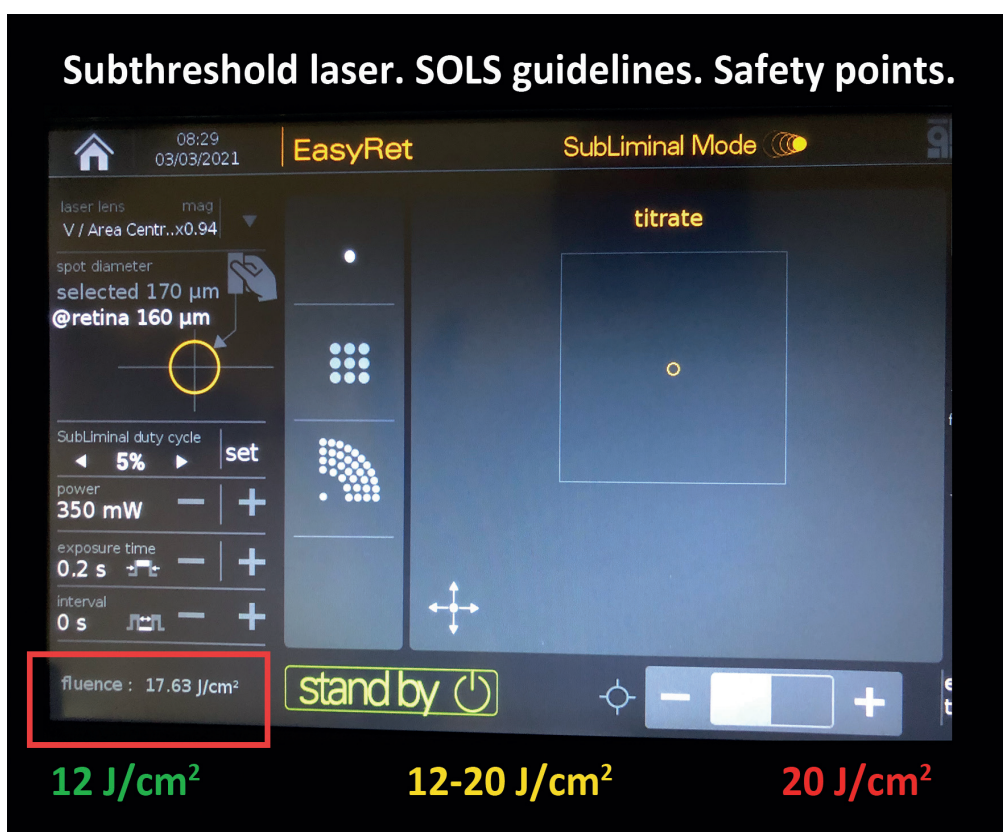 Subthreshold laser. SOLS guidelines. Safety points.
08:29
03/03/2021
EasyRet
SubLiminal Mode
laser lens mag
V / Area Centr..x0.94
titrate
spot diameter
selected 170 µm
@retina 160 µm
SubLiminal duty cycle
5%
set
power
350 mW
exposure time
0.2 s
interval
0 s
fluence : 17.63 J/cm²
stand by
12 J/cm²
12-20 J/cm²
20 J/cm²